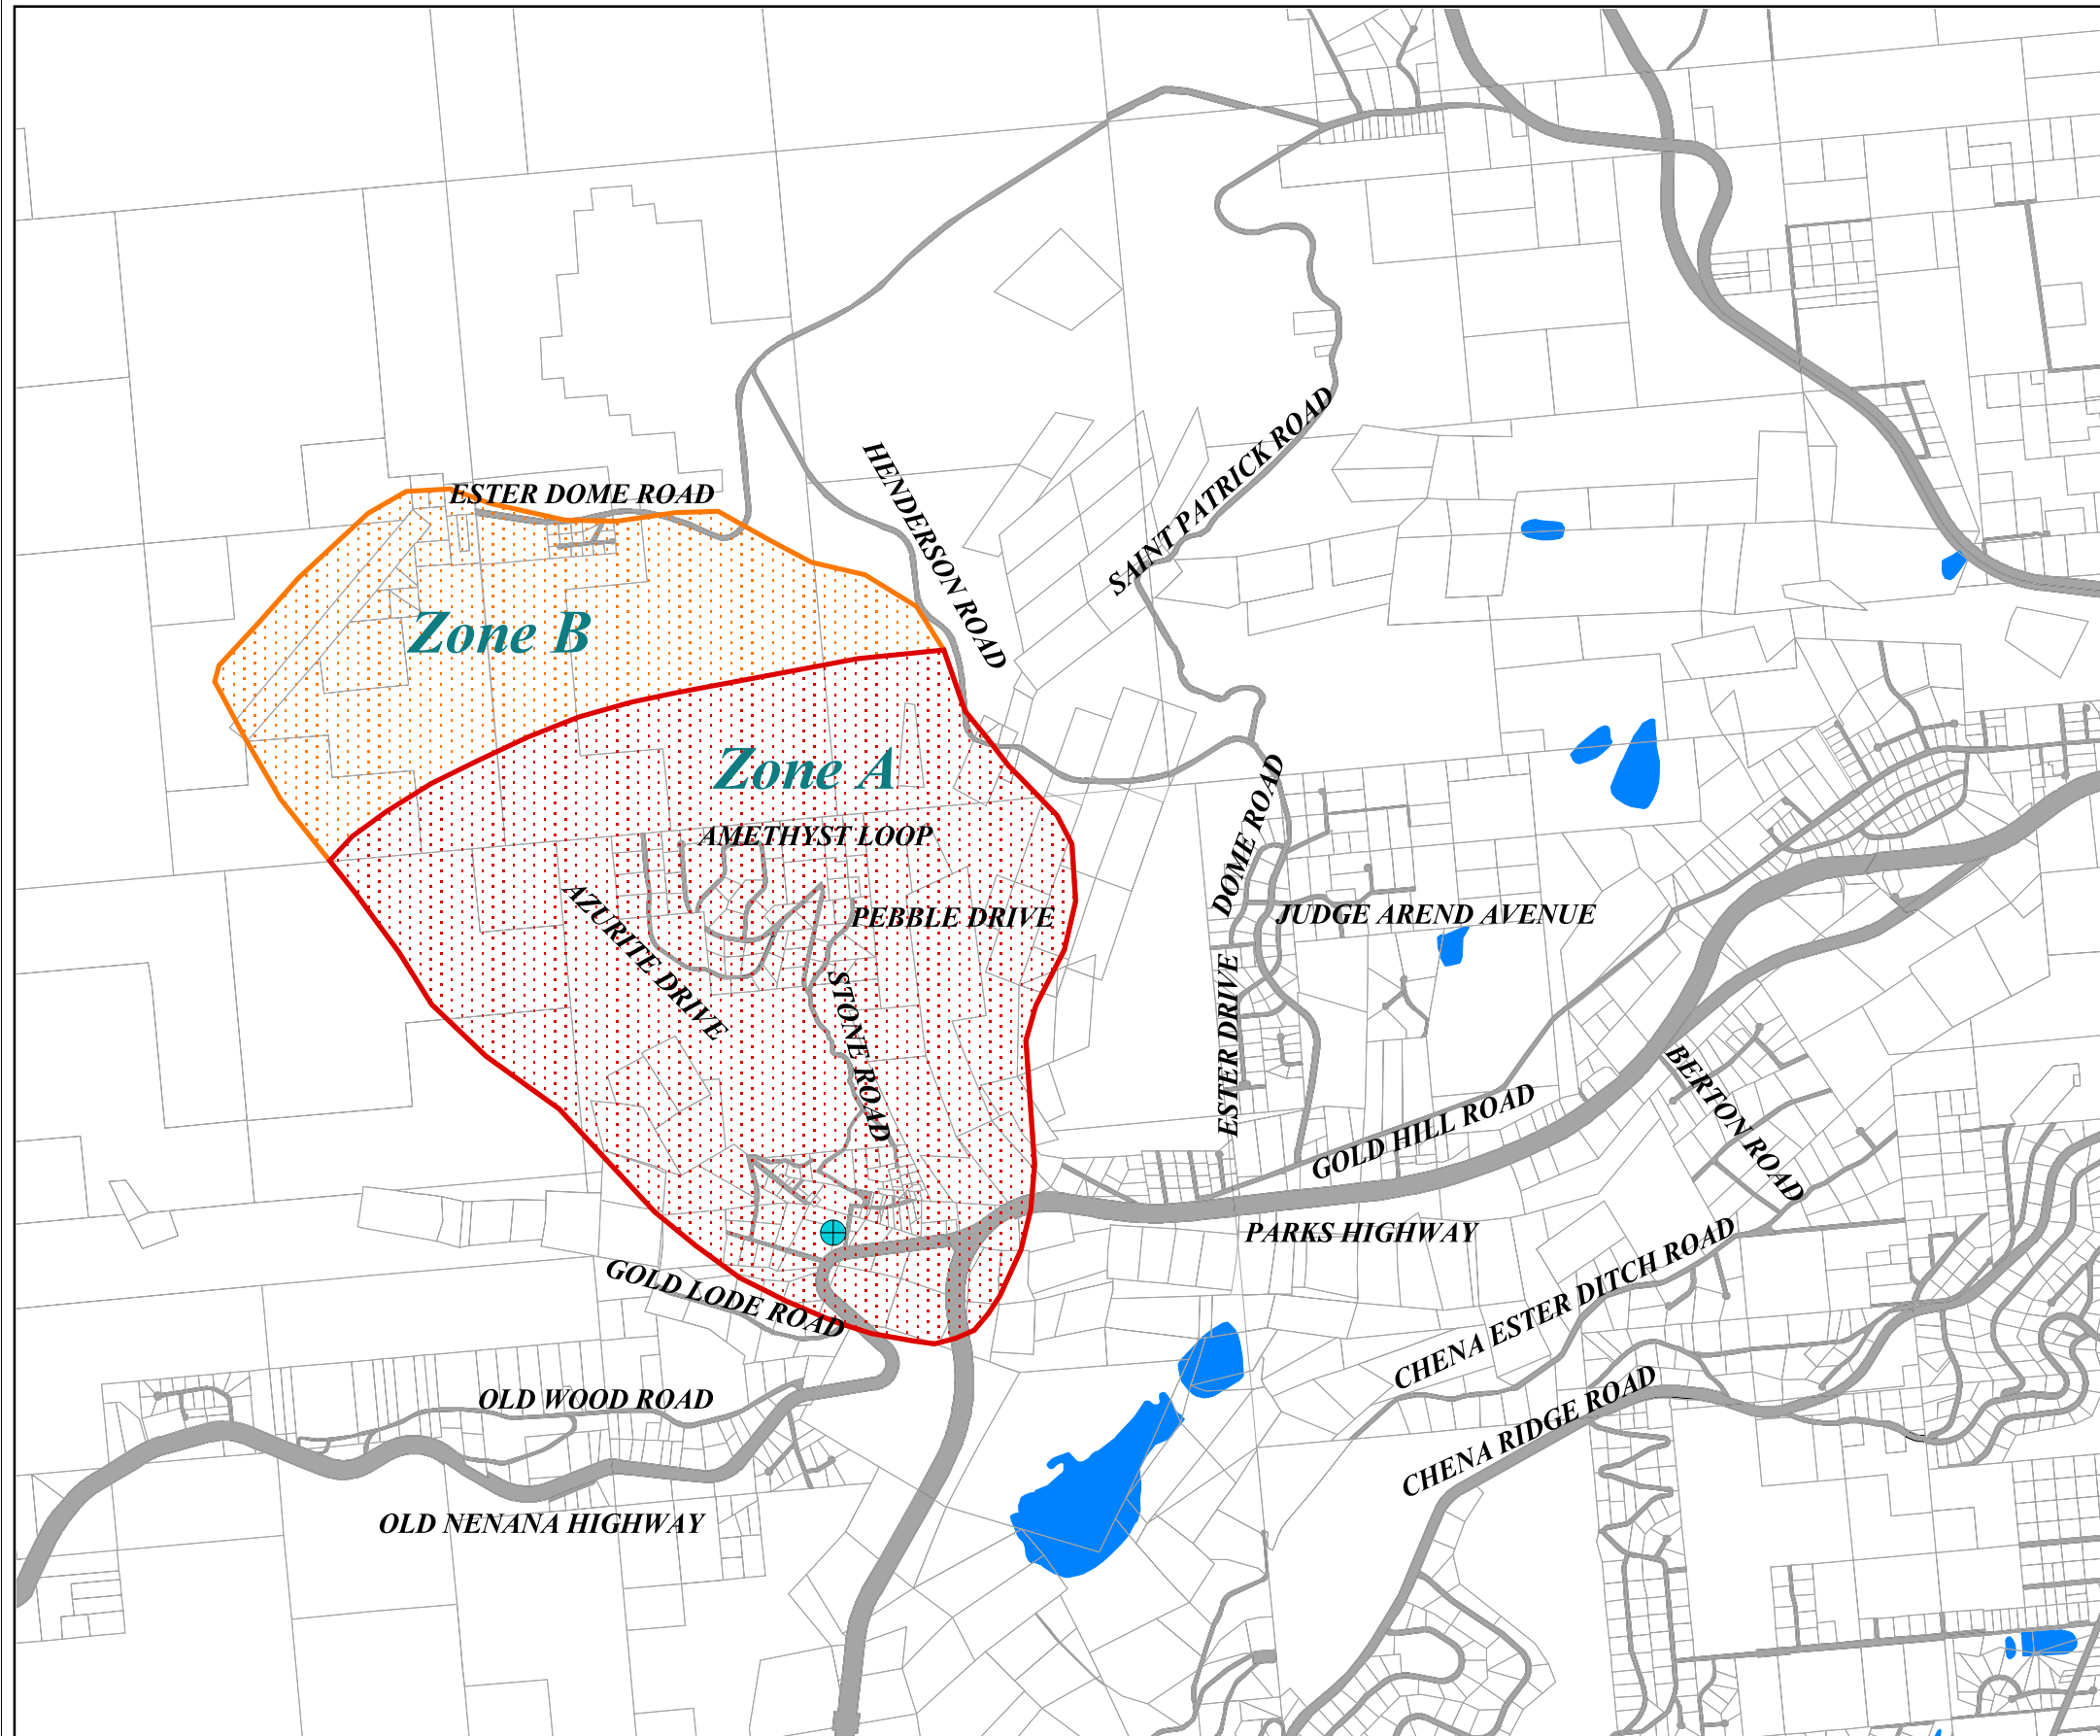 HENDERSON ROAD
SAINT PATRICK ROAD
ESTER DOME ROAD
Zone B
Zone A
AMETHYST LOOP
AZURITE DRIVE
PEBBLE DRIVE
STONE ROAD
DOME ROAD
ESTER DRIVE
JUDGE AREND AVENUE
GOLD HILL ROAD
BERTON ROAD
PARKS HIGHWAY
GOLD LODE ROAD
CHENA ESTER DITCH ROAD
CHENA RIDGE ROAD
OLD WOOD ROAD
OLD NENANA HIGHWAY